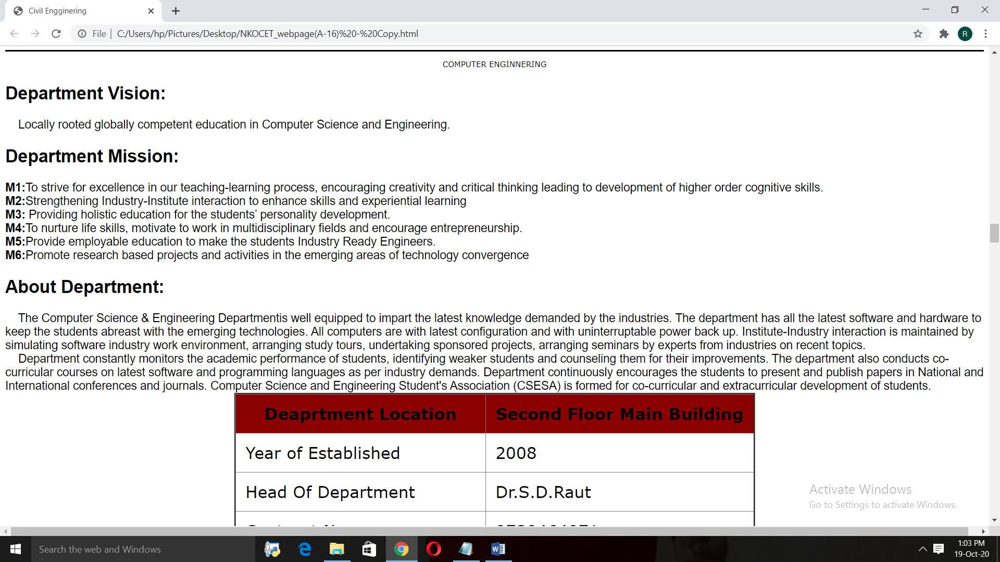 Civil Engginering
File
C:/Users/hp/Pictures/Desktop/NKOCET_webpage(A-16)%20-%20Copy.html
R
COMPUTER ENGINNERING
Department Vision:
Locally rooted globally competent education in Computer Science and Engineering.
Department Mission:
M1:To strive for excellence in our teaching-learning process, encouraging creativity and critical thinking leading to development of higher order cognitive skills.
M2:Strengthening Industry-Institute interaction to enhance skills and experiential learning
M3: Providing holistic education for the students’ personality development.
M4:To nurture life skills, motivate to work in multidisciplinary fields and encourage entrepreneurship.
M5:Provide employable education to make the students Industry Ready Engineers.
M6:Promote research based projects and activities in the emerging areas of technology convergence
About Department:
The Computer Science & Engineering Departmentis well equipped to impart the latest knowledge demanded by the industries. The department has all the latest software and hardware to
keep the students abreast with the emerging technologies. All computers are with latest configuration and with uninterruptable power back up. Institute-Industry interaction is maintained by
simulating software industry work environment, arranging study tours, undertaking sponsored projects, arranging seminars by experts from industries on recent topics.
Department constantly monitors the academic performance of students, identifying weaker students and counseling them for their improvements. The department also conducts co-
curricular courses on latest software and programming languages as per industry demands. Department continuously encourages the students to present and publish papers in National and
International conferences and journals. Computer Science and Engineering Student's Association (CSESA) is formed for co-curricular and extracurricular development of students.
Deaprtment Location Second Floor Main Building
Year of Established 2008
Head Of Department Dr.S.D.Raut
Activate Windows
Go to Settings to activate Windows.
Search the web and Windows
1:03 PM
19-Oct-20